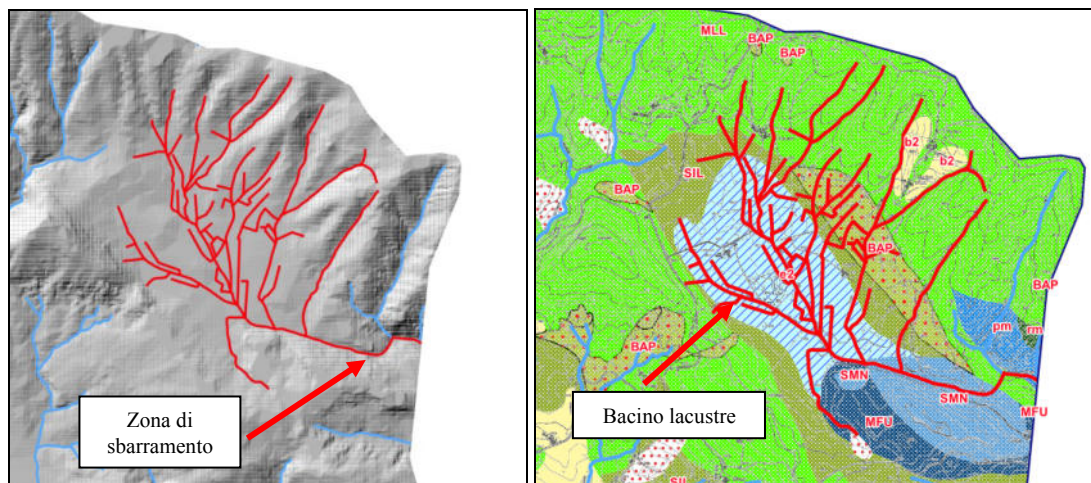 Zona di
sbarramento
MLL
BAP
BAP
b2
b2
SIL
BAP
e2
BAP
BAP
pm
rm
BAP
SMN
SMN
MFU
MFU
Bacino lacustre
SIL